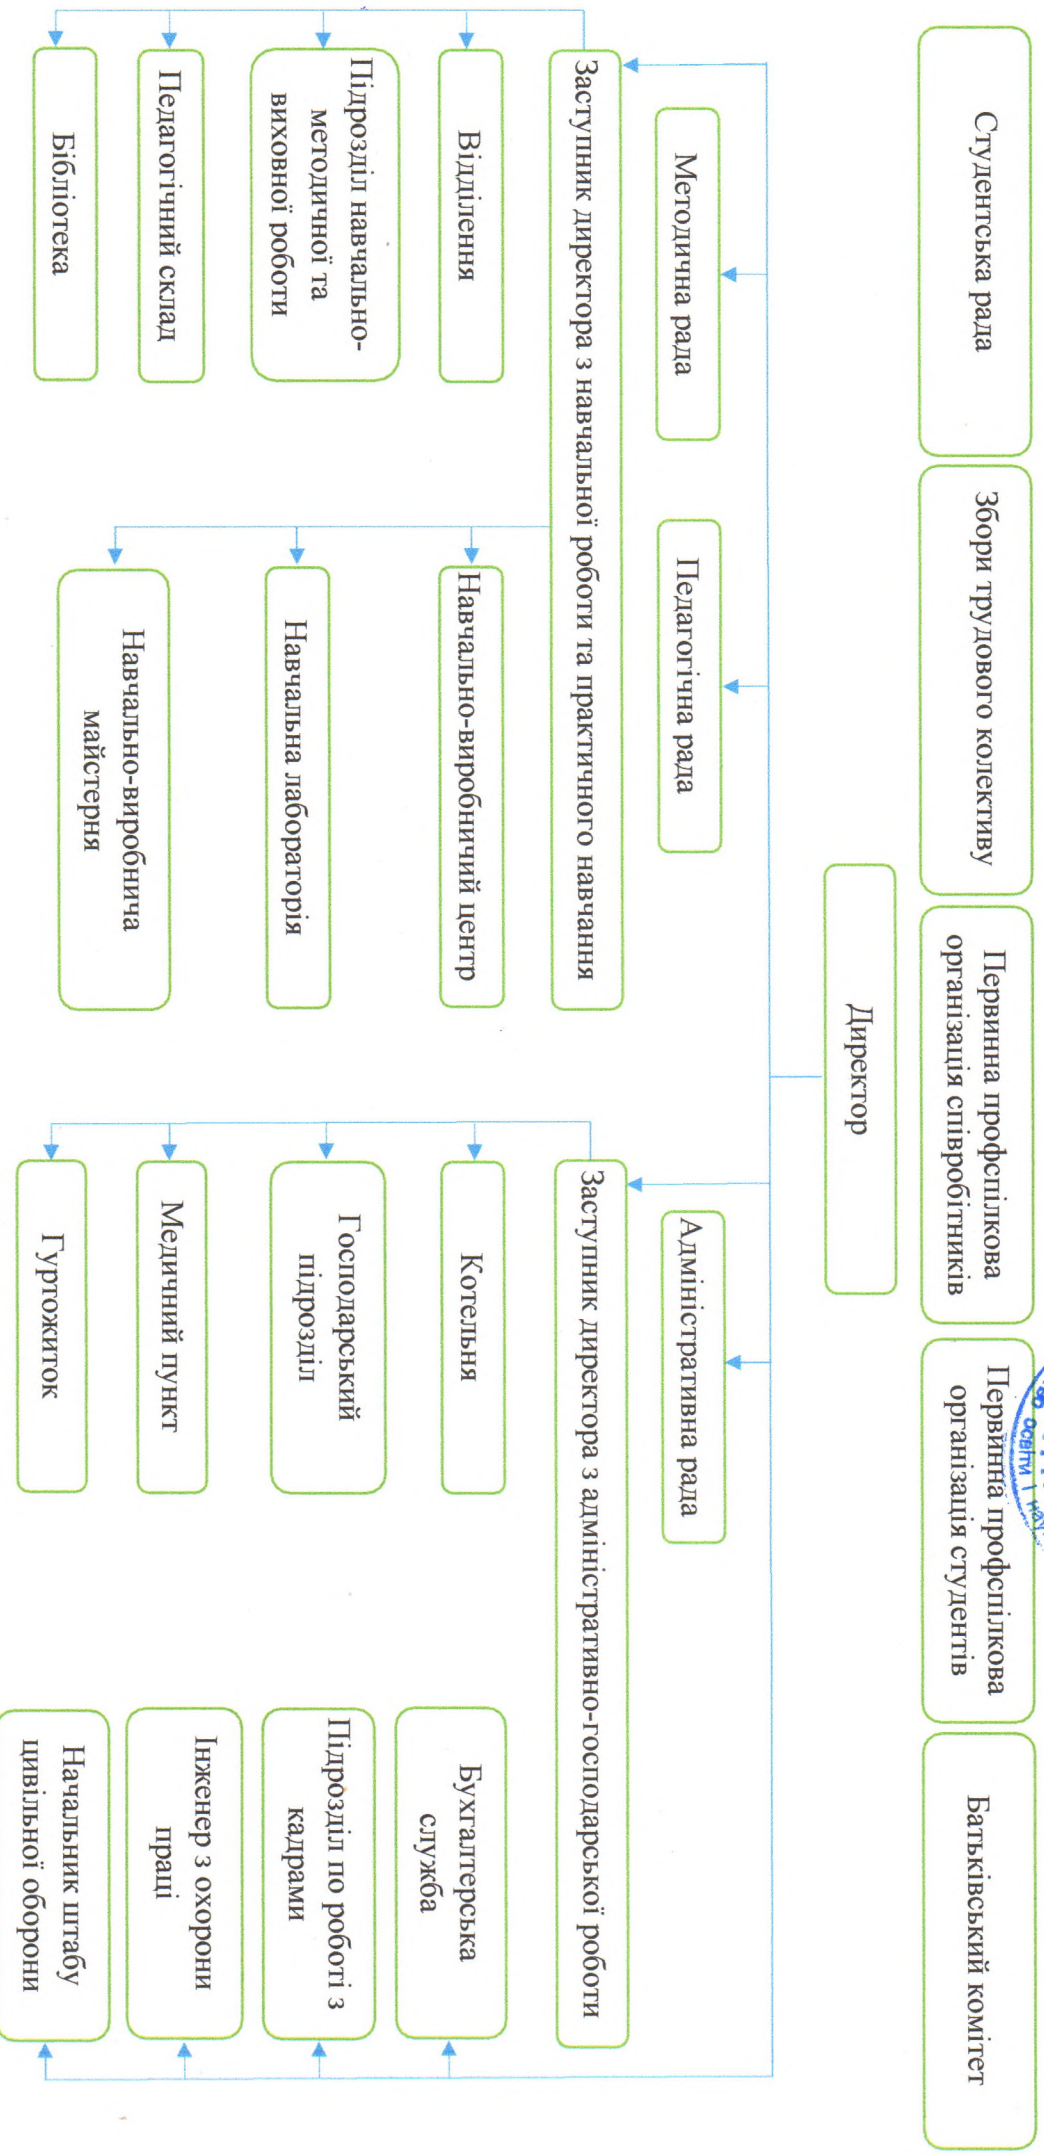 Студентська рада
Збори трудового колективу
Первинна профспілкова
організація співробітників
Первинна профспілкова
організація студентів
Батьківський комітет
освіти і
Директор
Методична рада
Педагогічна рада
Адміністративна рада
Заступник директора з навчальної роботи та практичного навчання
Заступник директора з адміністративно-господарської роботи
Відділення
Підрозділ навчально-
методичної та
виховної роботи
Педагогічний склад
Бібліотека
Навчально-виробничий центр
Навчальна лабораторія
Навчально-виробнича
майстерня
Котельня
Господарський
підрозділ
Медичний пункт
Гуртожиток
Бухгалтерська
служба
Підрозділ по роботі з
кадрами
Інженер з охорони
праці
Начальник штабу
цивільної оборони